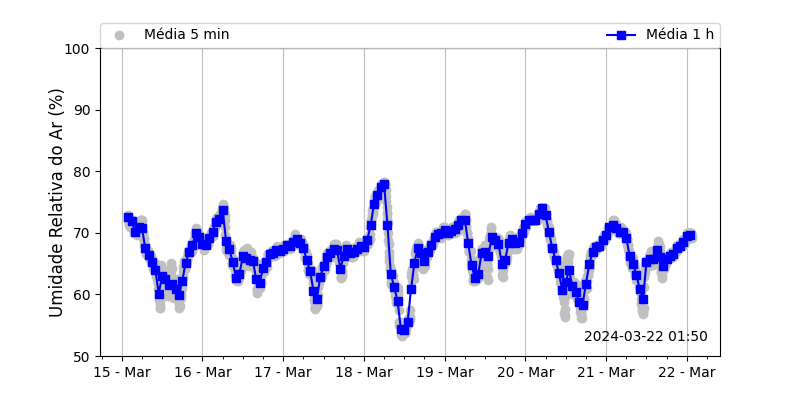 Média 5 min
Média 1 h
100
90
80
70
60
50
Umidade Relativa do Ar (%)
2024-03-22 01:50
15 - Mar
16 - Mar
17 - Mar
18 - Mar
19 - Mar
20 - Mar
21 - Mar
22 - Mar